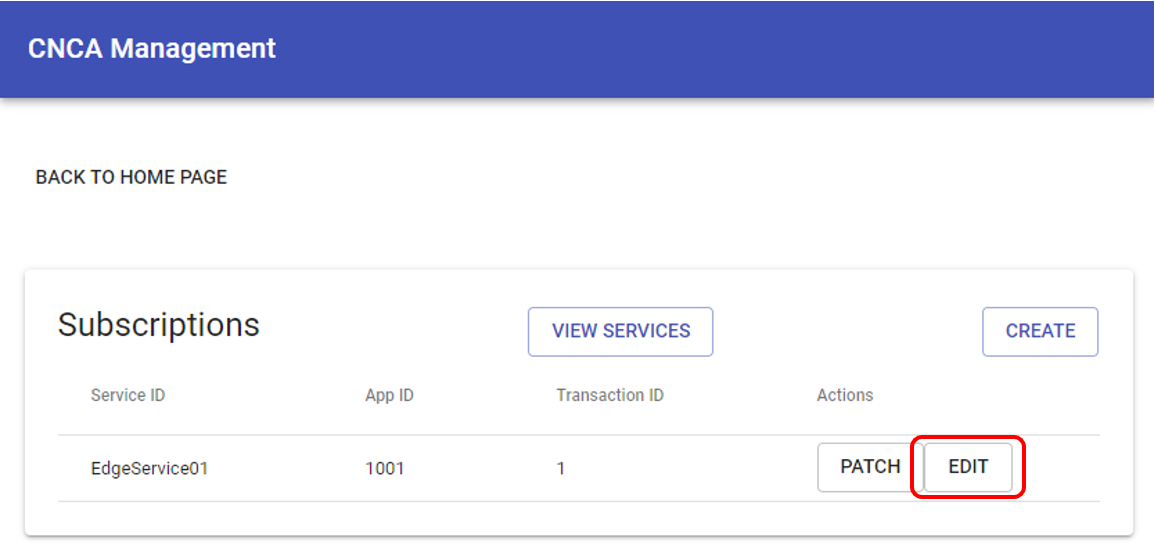 CNCA Management
BACK TO HOME PAGE
Subscriptions VIEW SERVICES CREATE
Service ID App ID Transaction ID Actions
EdgeService01 1001 1 PATCH EDIT